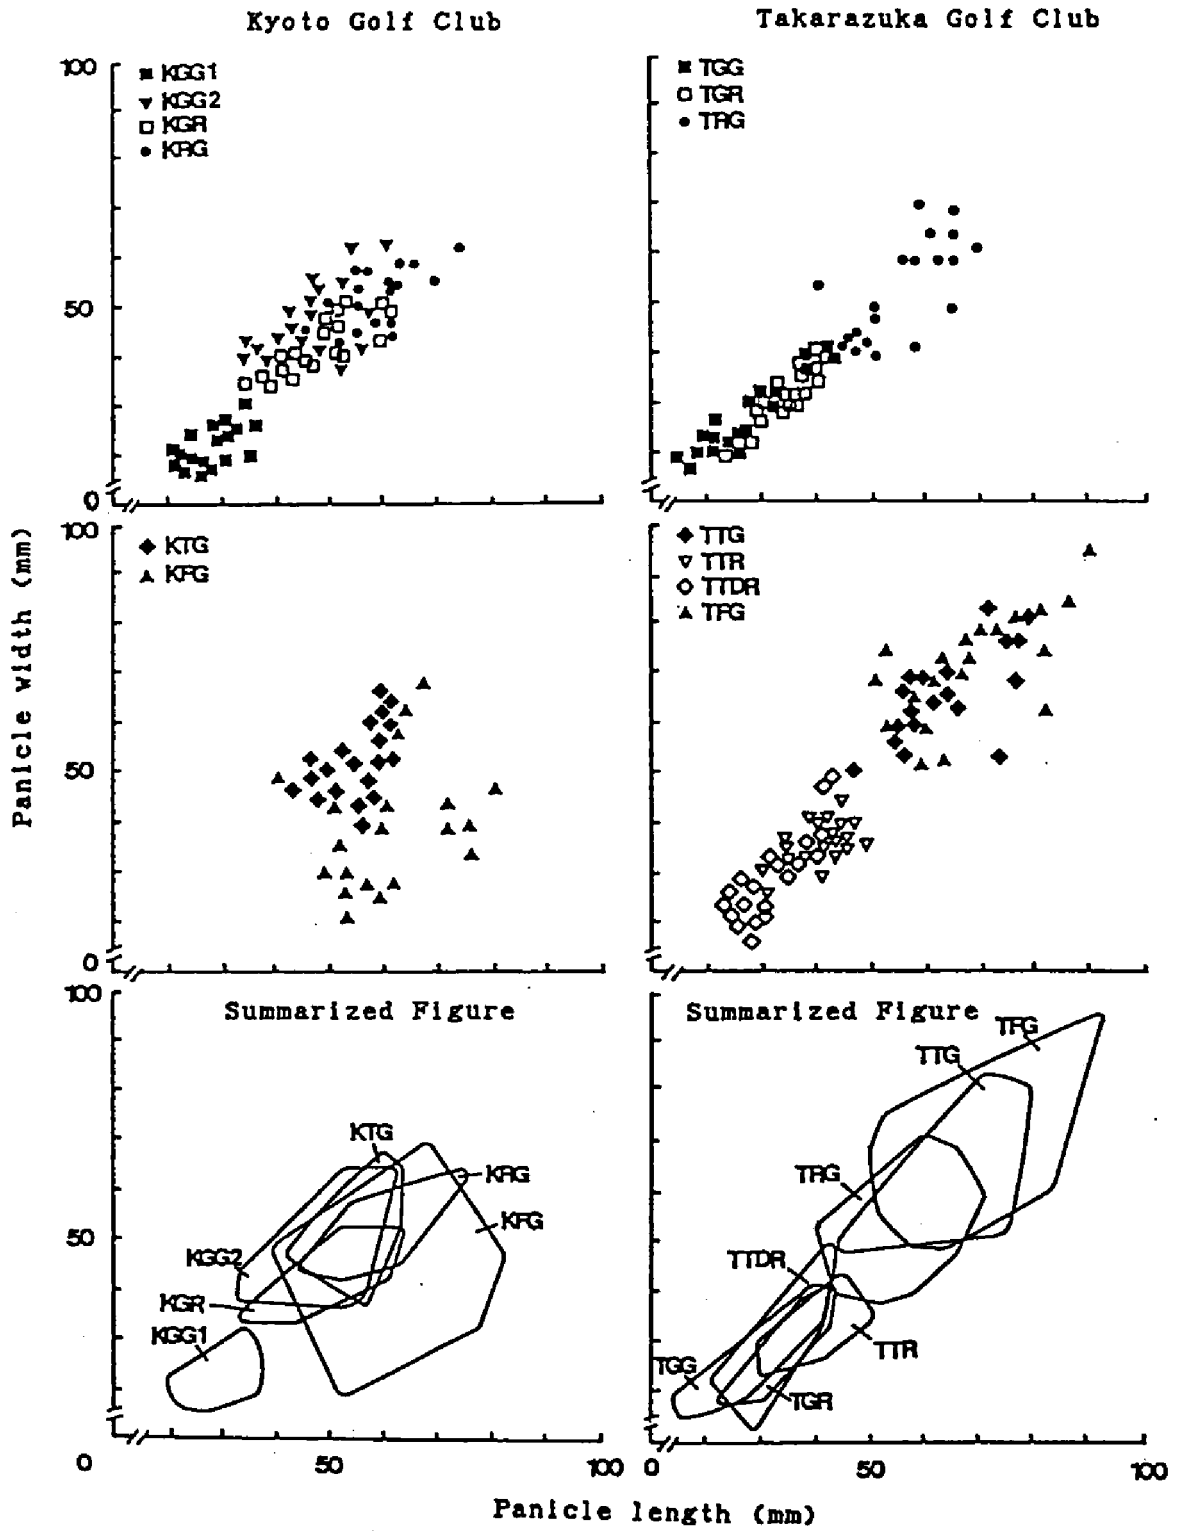 Kyoto Golf Club
Takarazuka Golf Club
100
KGG1
KGG2
KGR
KRG
50
0
TGG
TGR
TRG
100
KTG
KFG
50
0
TTG
TTR
TTDR
TFG
Panicle width (mm)
100
Summarized Figure
KTG
KRG
KFG
KGG2
KGR
KGG1
50
0
50
100
Summarized Figure
TFG
TTG
TRG
TTDR
TTR
TGG
TGR
0
50
100
Panicle length (mm)